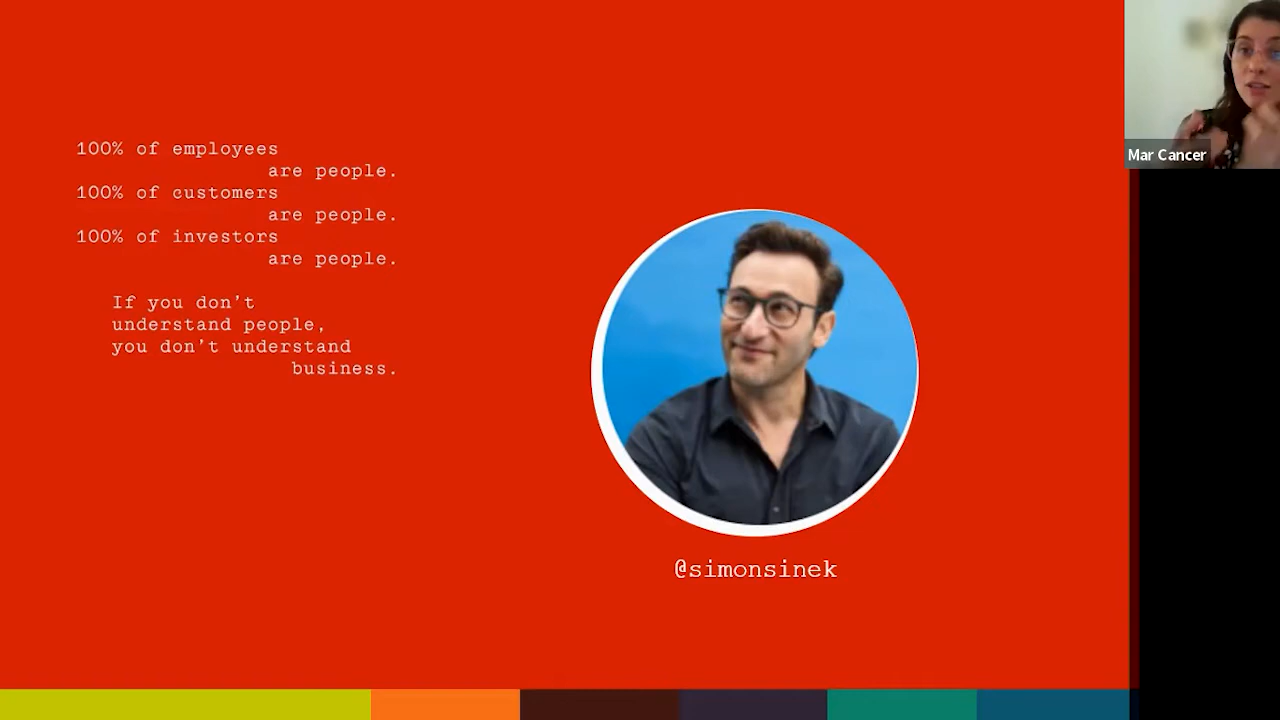 100% of employees
are people.
100% of customers
are people.
100% of investors
are people.
If you don't
understand people,
you don't understand
business.
@simonsinek
Mar Cancer